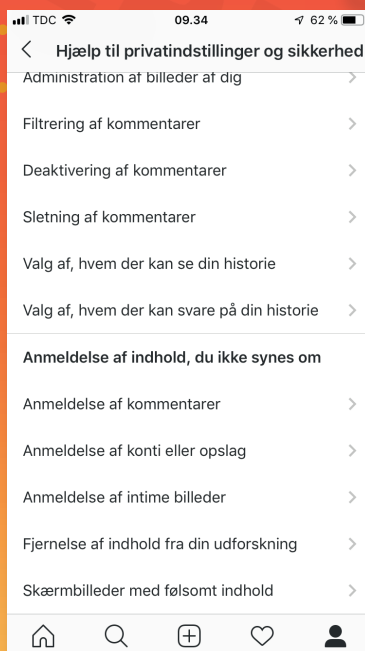 TDC 09.34 62 %
Hjælp til privatindstillinger og sikkerhed
Administration af billeder af dig
Filtrering af kommentarer
Deaktivering af kommentarer
Sletning af kommentarer
Valg af, hvem der kan se din historie
Valg af, hvem der kan svare på din historie
Anmeldelse af indhold, du ikke synes om
Anmeldelse af kommentarer
Anmeldelse af konti eller opslag
Anmeldelse af intime billeder
Fjernelse af indhold fra din udforskning
Skærmbilleder med følsomt indhold